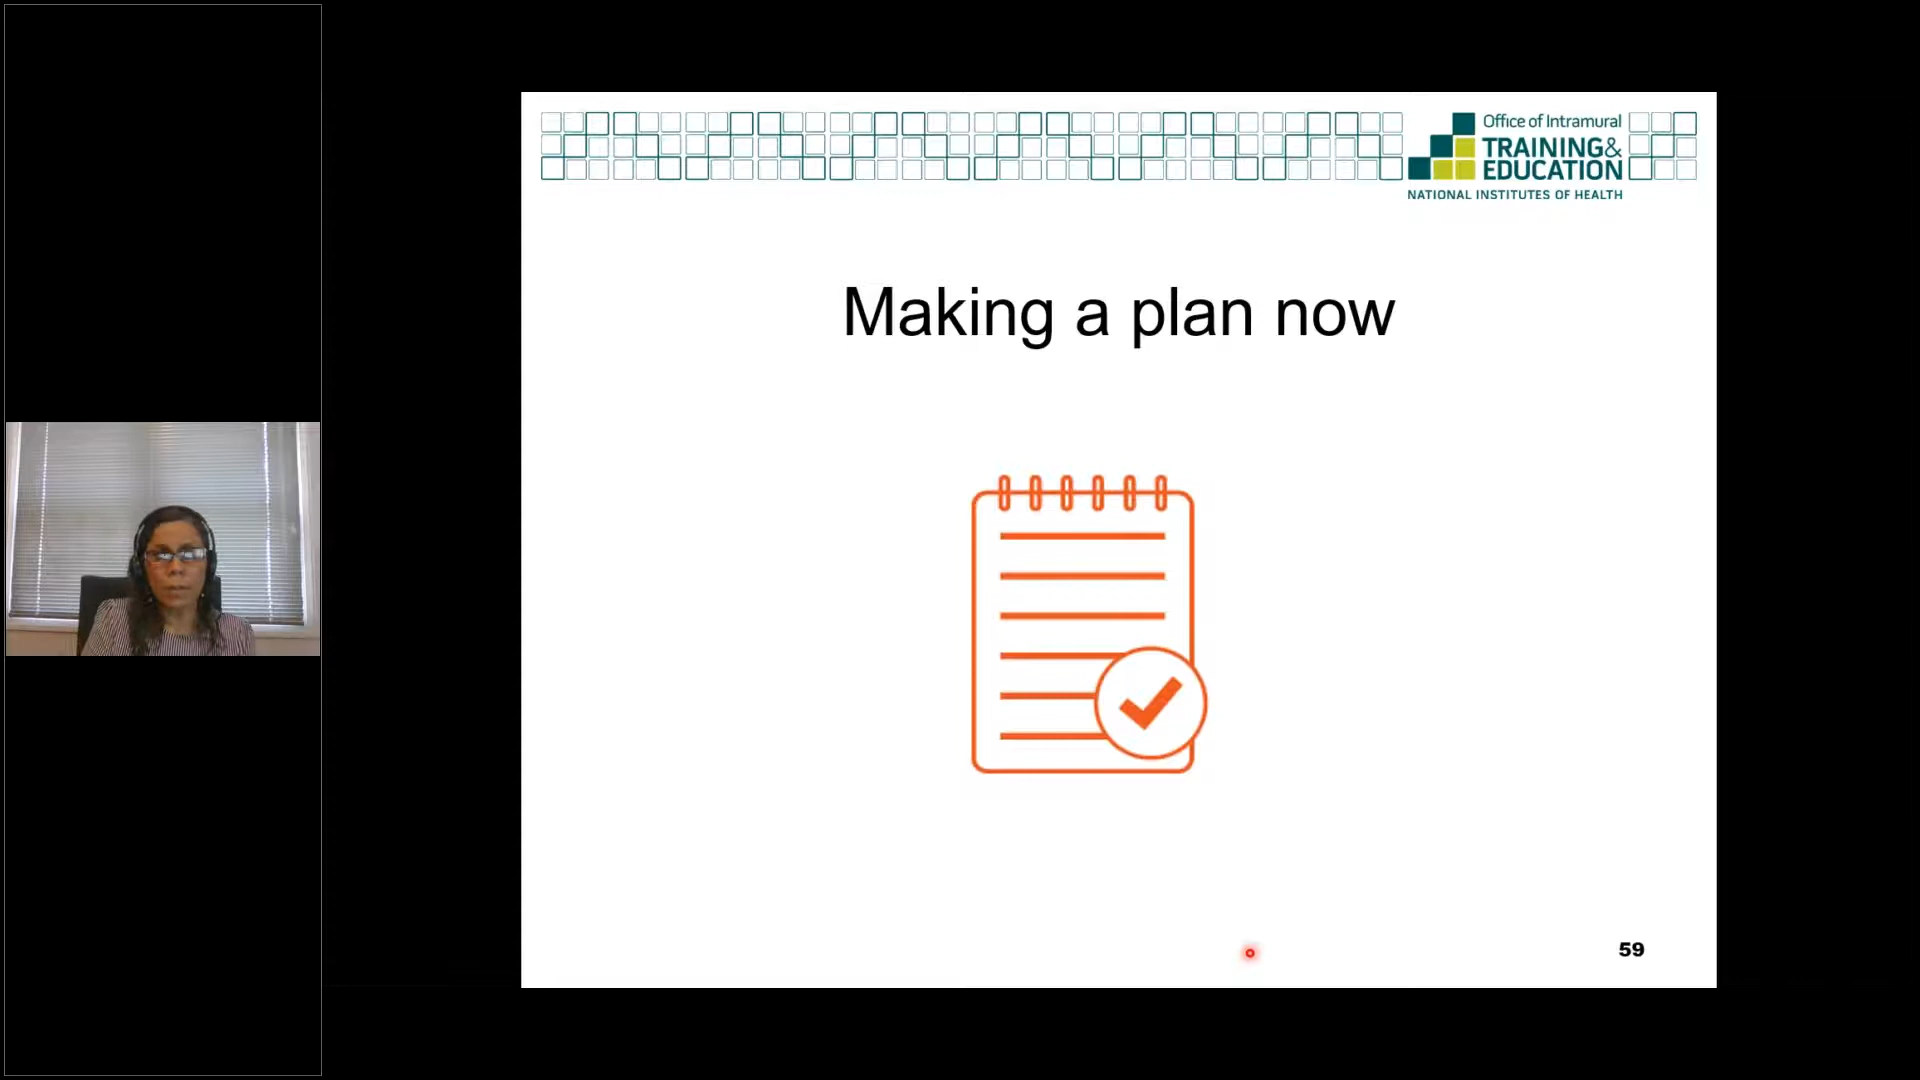 Office of Intramural
TRAINING&
EDUCATION
NATIONAL INSTITUTES OF HEALTH
Making a plan now
59